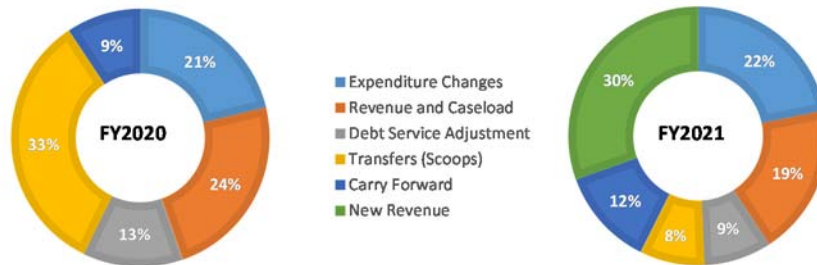 9%
21%
33%
FY2020
24%
13%
Expenditure Changes
Revenue and Caseload
Debt Service Adjustment
Transfers (Scoops)
Carry Forward
New Revenue
30%
22%
FY2021
19%
12%
8%
9%